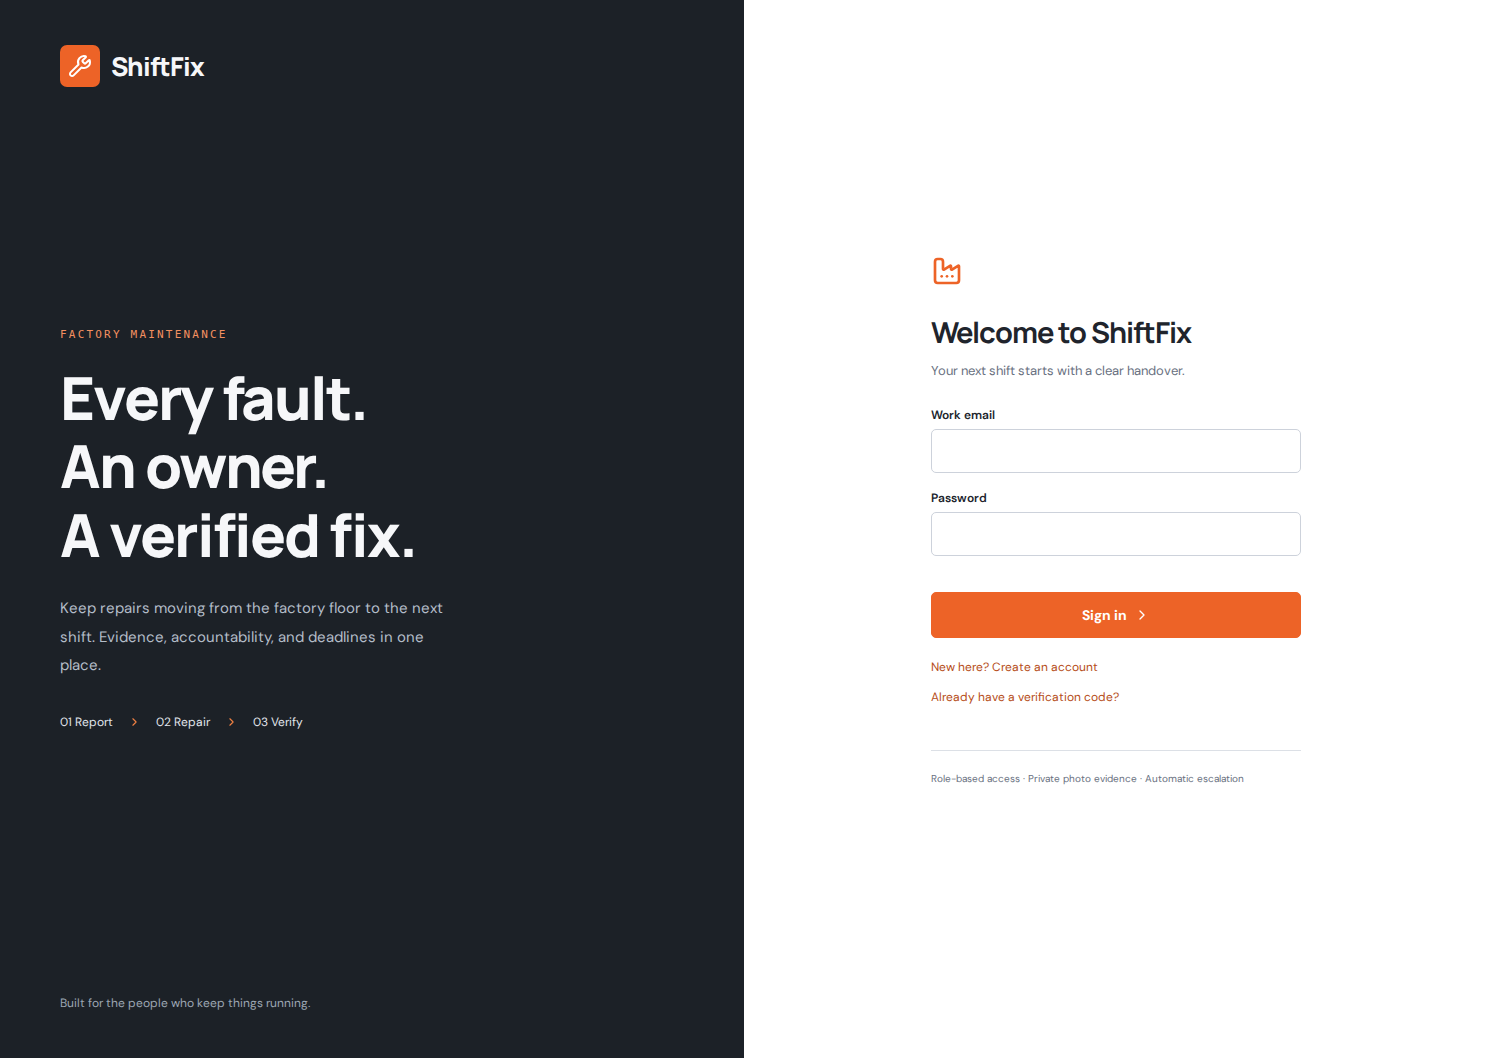 ShiftFix
FACTORY MAINTENANCE
Every fault.
An owner.
A verified fix.
Keep repairs moving from the factory floor to the next
shift. Evidence, accountability, and deadlines in one
place.
01 Report > 02 Repair > 03 Verify
Built for the people who keep things running.
Welcome to ShiftFix
Your next shift starts with a clear handover.
Work email
Password
Sign in >
New here? Create an account
Already have a verification code?
Role-based access · Private photo evidence · Automatic escalation